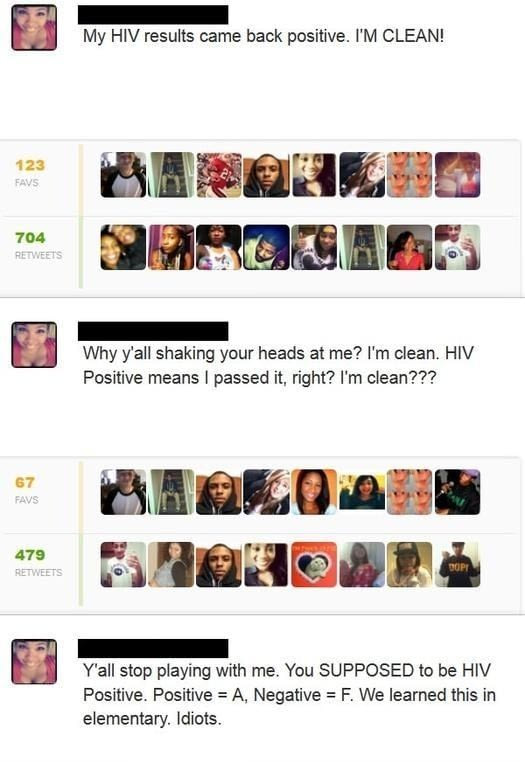 My HIV results came back positive. I'M CLEAN!
123
FAVS
704
RETWEETS
Why y'all shaking your heads at me? I'm clean. HIV
Positive means I passed it, right? I'm clean???
67
FAVS
479
RETWEETS
Y'all stop playing with me. You SUPPOSED to be HIV
Positive. Positive = A, Negative = F. We learned this in
elementary. Idiots.